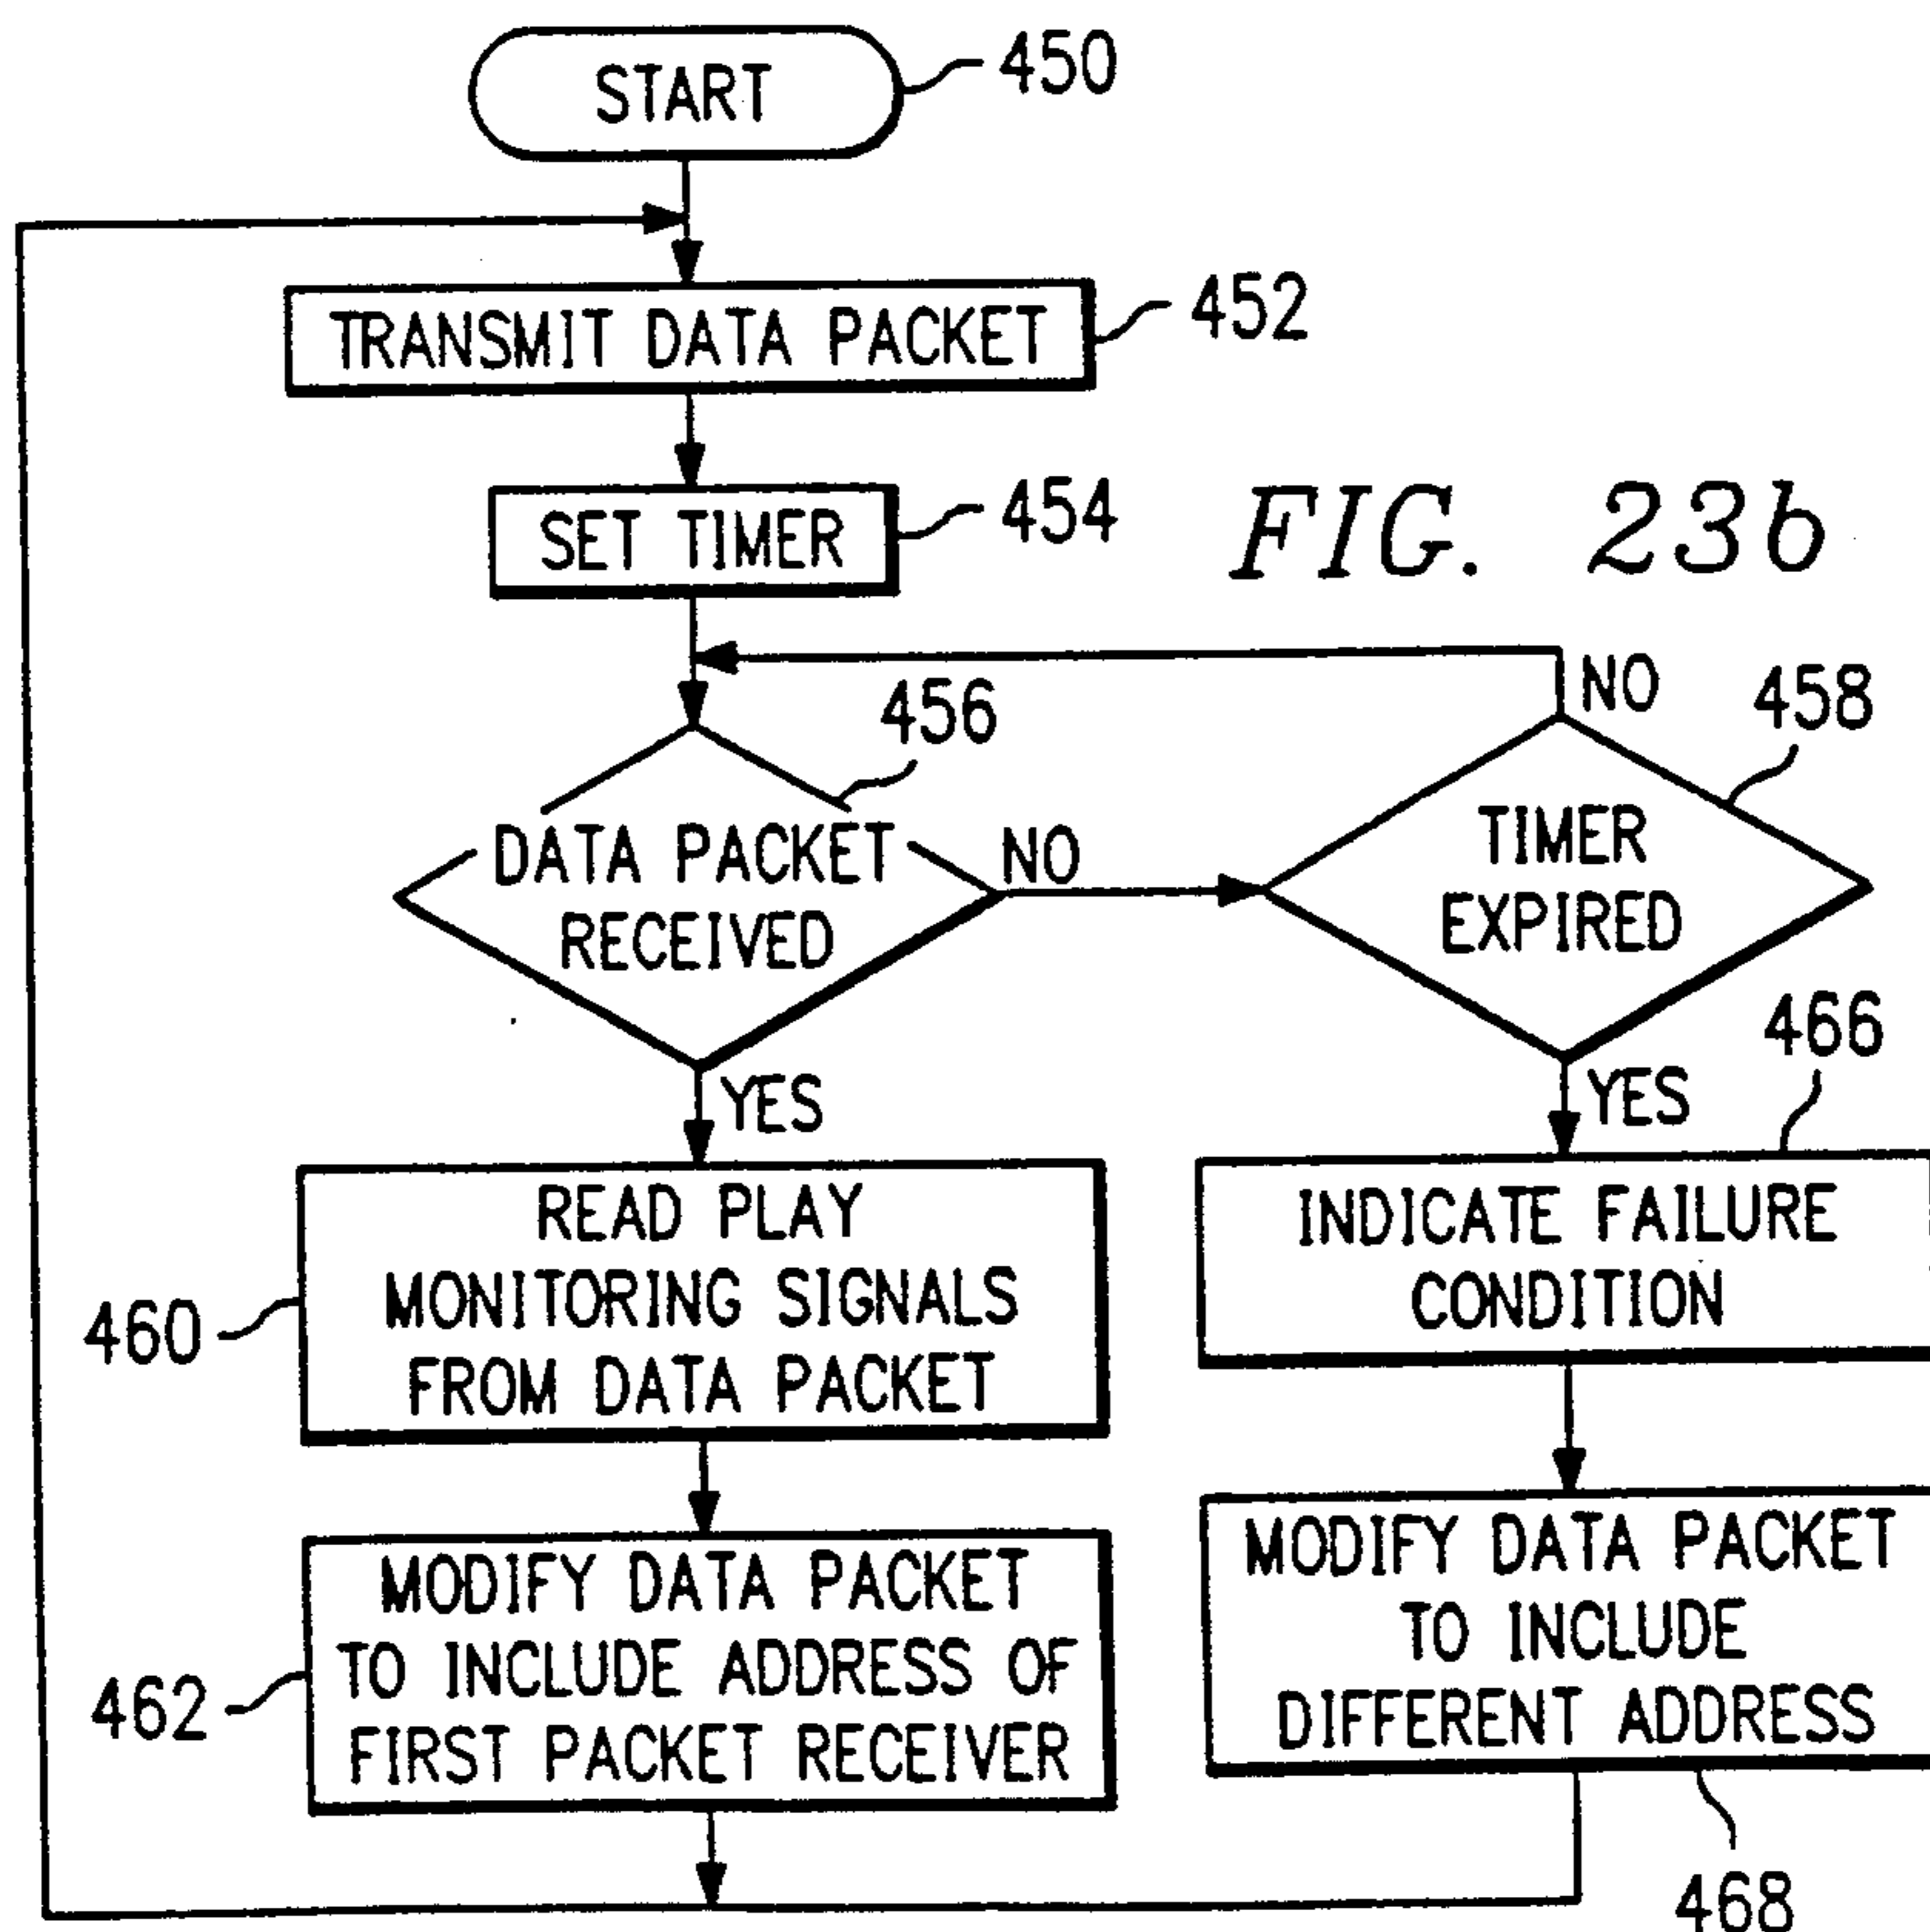 START
450
TRANSMIT DATA PACKET
452
SET TIMER
454
FIG. 23b
456
NO
458
DATA PACKET
RECEIVED
NO
TIMER
EXPIRED
YES
YES
466
READ PLAY
MONITORING SIGNALS
FROM DATA PACKET
460
INDICATE FAILURE
CONDITION
MODIFY DATA PACKET
TO INCLUDE ADDRESS OF
FIRST PACKET RECEIVER
462
MODIFY DATA PACKET
TO INCLUDE
DIFFERENT ADDRESS
468